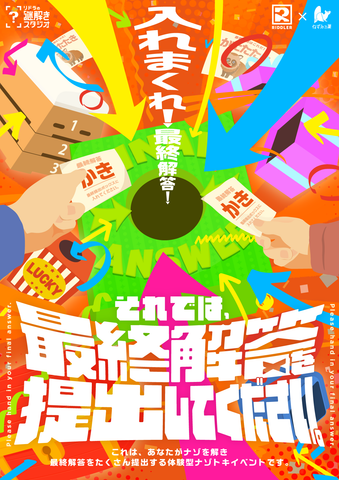 リドラの
謎解き
スタジオ
RIDDLER
×
入れまくれ！最終解答！
1
2
3
最終解答
かき
最終解答
かき
ANSWER
LUCKY
それでは、
最終解答を
提出してください。
Please hand in your final answer.
Please hand in your final answer.
これは、あなたがナゾを解き
最終解答をたくさん提出する体験型ナゾトキイベントです。